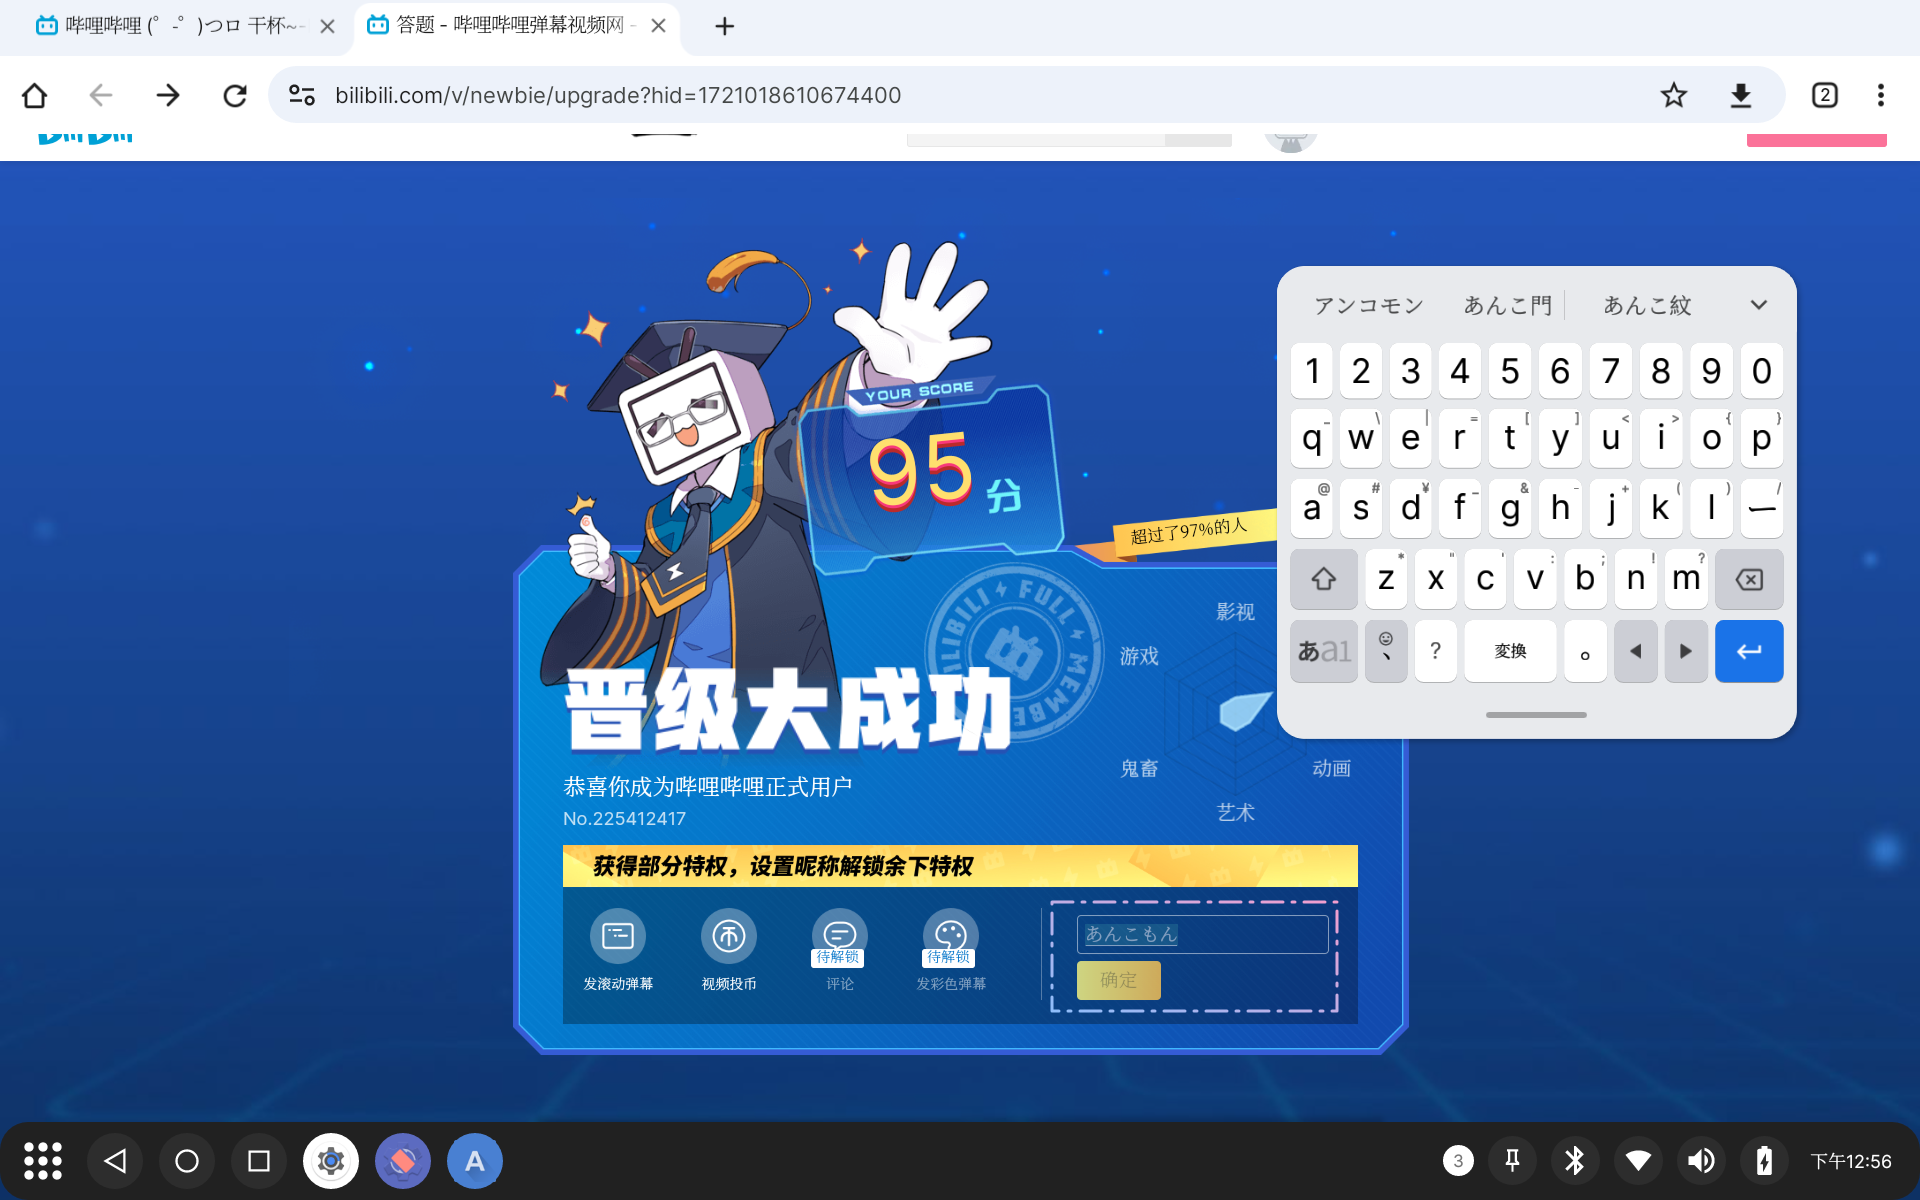 哔哩哔哩 (゜-゜)つロ 干杯~-
答题 - 哔哩哔哩弹幕视频网 -
bilibili.com/v/newbie/upgrade?hid=1721018610674400
2
YOUR SCORE
95分
超过了97%的人
BILIBILI FULL MEMBE
影视
游戏
鬼畜
动画
艺术
晋级大成功
恭喜你成为哔哩哔哩正式用户
No.225412417
获得部分特权，设置昵称解锁余下特权
待解锁
待解锁
发滚动弹幕
视频投币
评论
发彩色弹幕
あんこもん
确定
アンコモン あんこ門 あんこ紋
1 2 3 4 5 6 7 8 9 0
q w e r t y u i o p
a s d f g h j k l ー
z x c v b n m
あa1 、 ? 変換 。
A
3
下午12:56